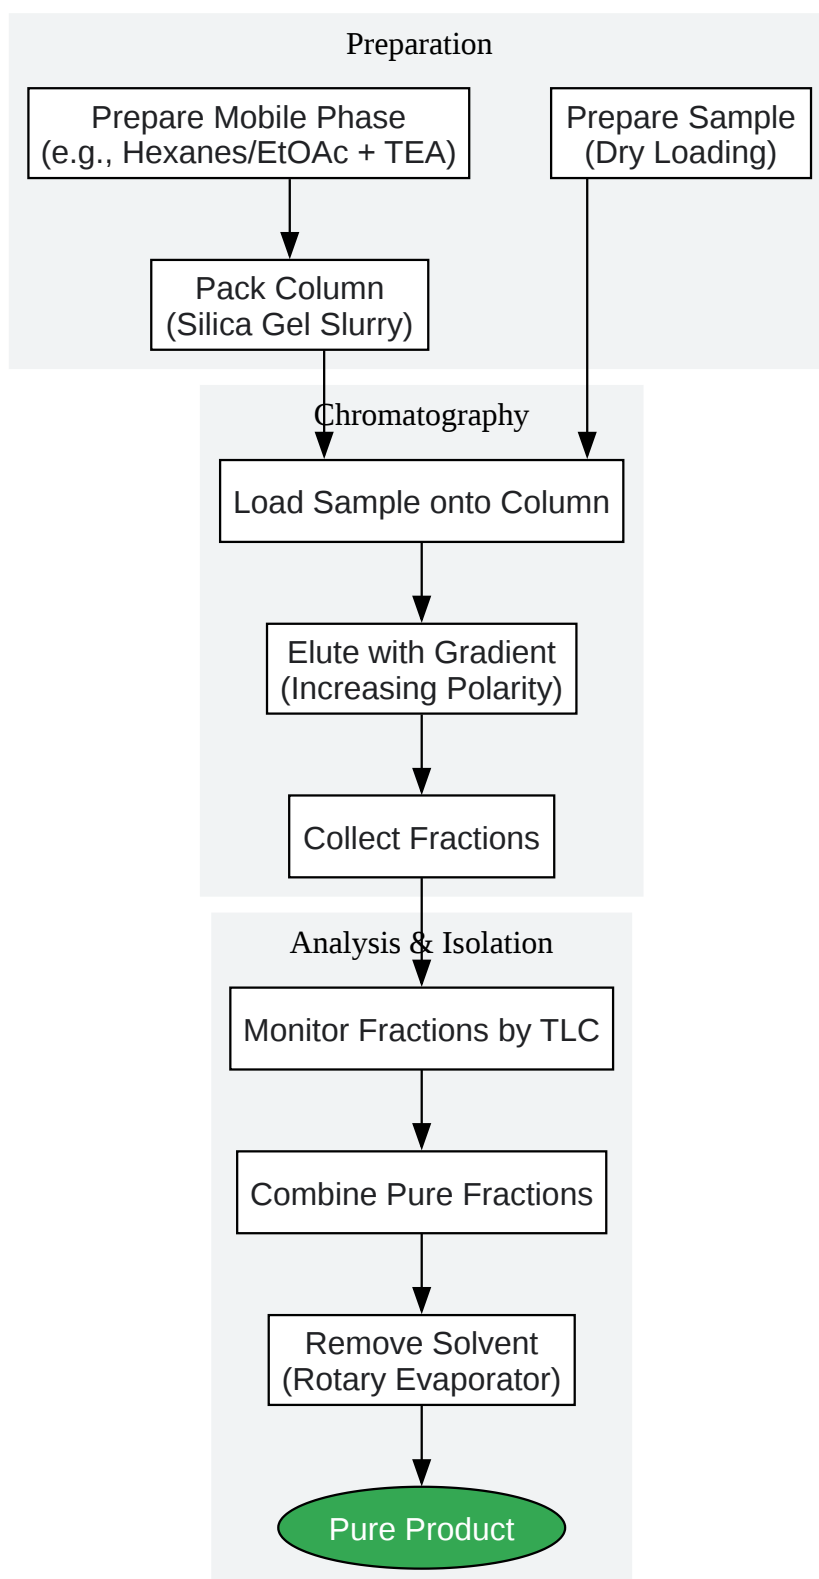 Preparation
Prepare Mobile Phase
(e.g., Hexanes/EtOAc + TEA)
Prepare Sample
(Dry Loading)
Pack Column
(Silica Gel Slurry)
Chromatography
Load Sample onto Column
Elute with Gradient
(Increasing Polarity)
Collect Fractions
Analysis & Isolation
Monitor Fractions by TLC
Combine Pure Fractions
Remove Solvent
(Rotary Evaporator)
Pure Product